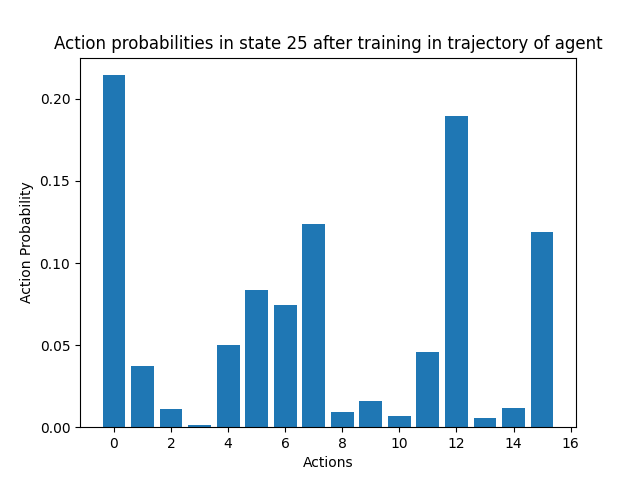 Action probabilities in state 25 after training in trajectory of agent
0.20
0.15
0.10
0.05
0.00
Action Probability
0 2 4 6 8 10 12 14 16
Actions